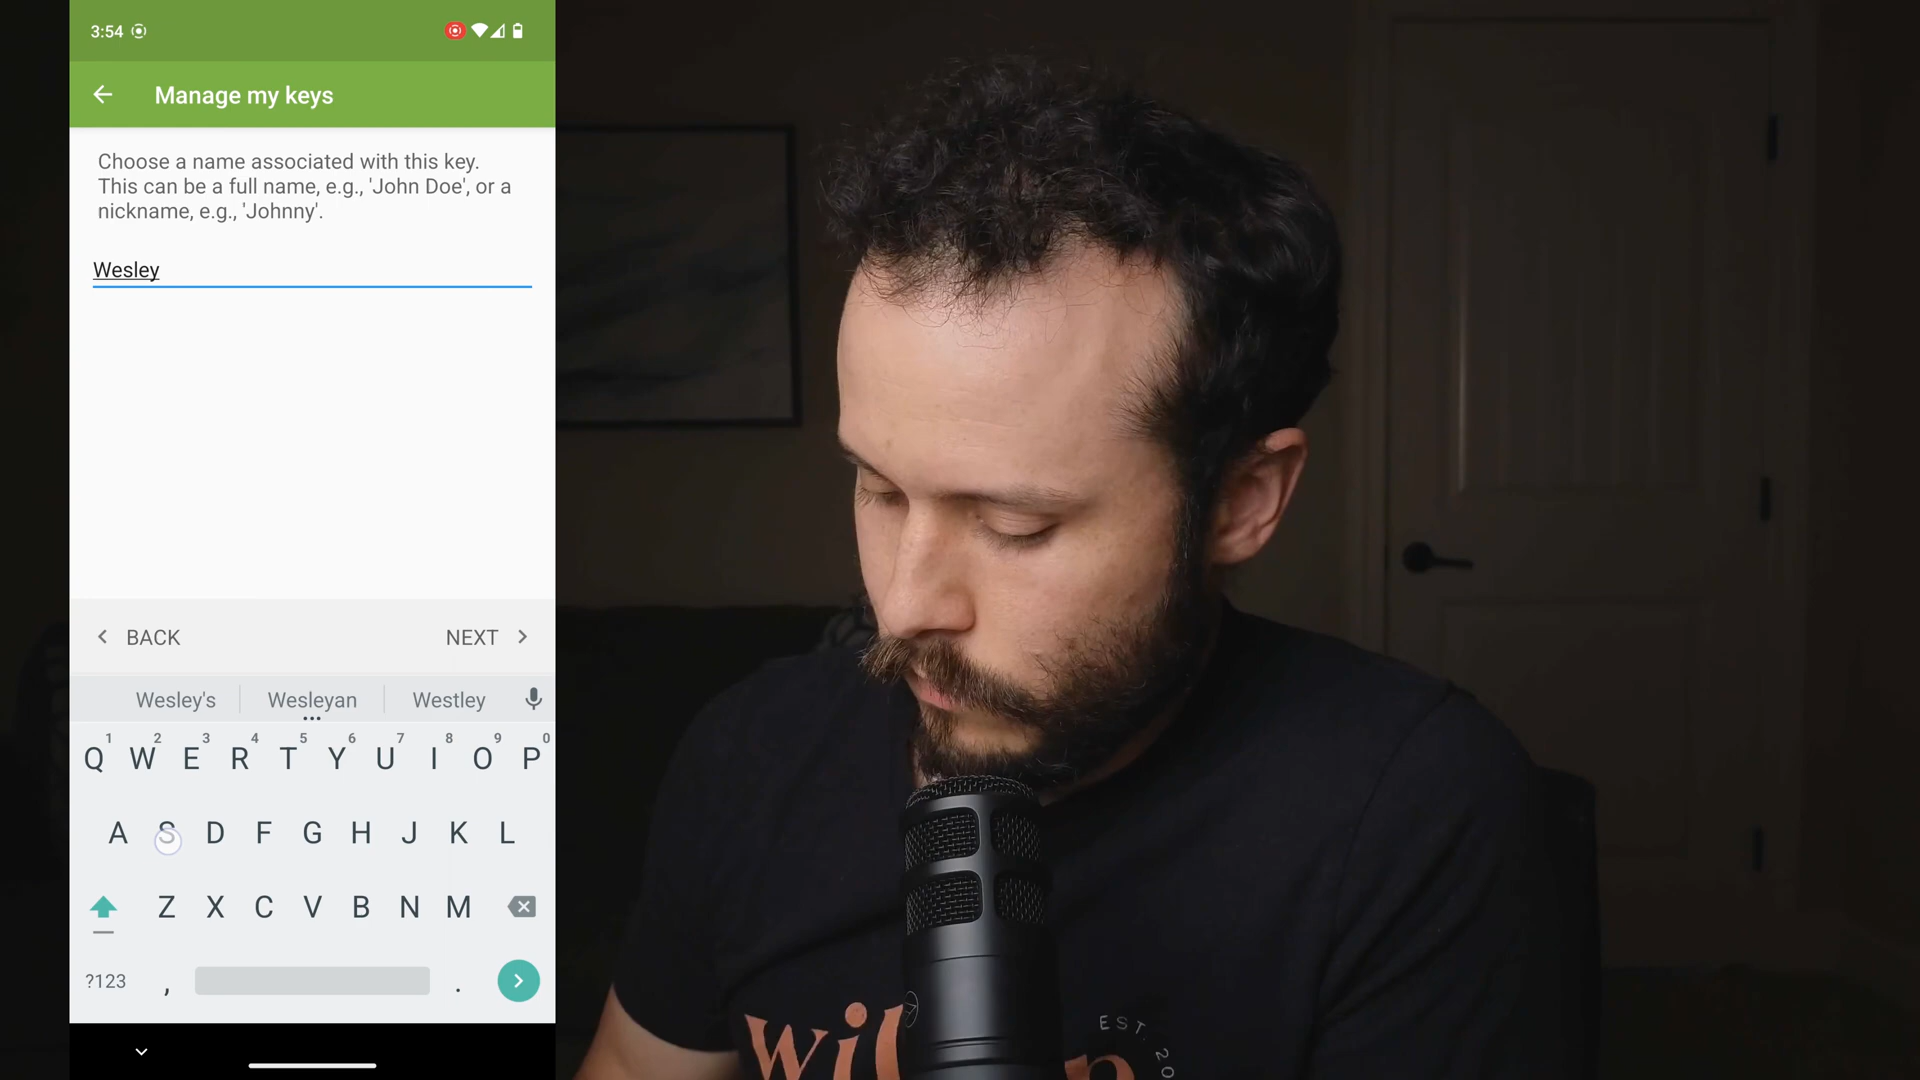 3:54
Manage my keys
Choose a name associated with this key.
This can be a full name, e.g., 'John Doe', or a
nickname, e.g., 'Johnny'.
Wesley
BACK
NEXT
Wesley's
Wesleyan
Westley
1 2 3 4 5 6 7 8 9 0
Q W E R T Y U I O P
A S D F G H J K L
Z X C V B N M
?123 , .
EST. 20